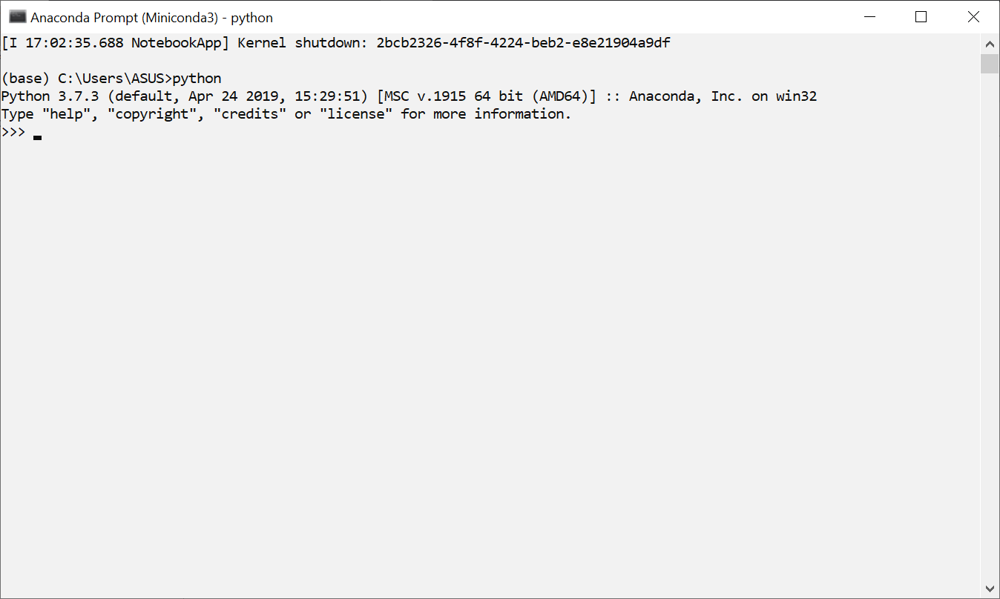 Anaconda Prompt (Miniconda3) - python
[I 17:02:35.688 NotebookApp] Kernel shutdown: 2bcb2326-4f8f-4224-beb2-e8e21904a9df
(base) C:\Users\ASUS>python
Python 3.7.3 (default, Apr 24 2019, 15:29:51) [MSC v.1915 64 bit (AMD64)] :: Anaconda, Inc. on win32
Type "help", "copyright", "credits" or "license" for more information.
>>>